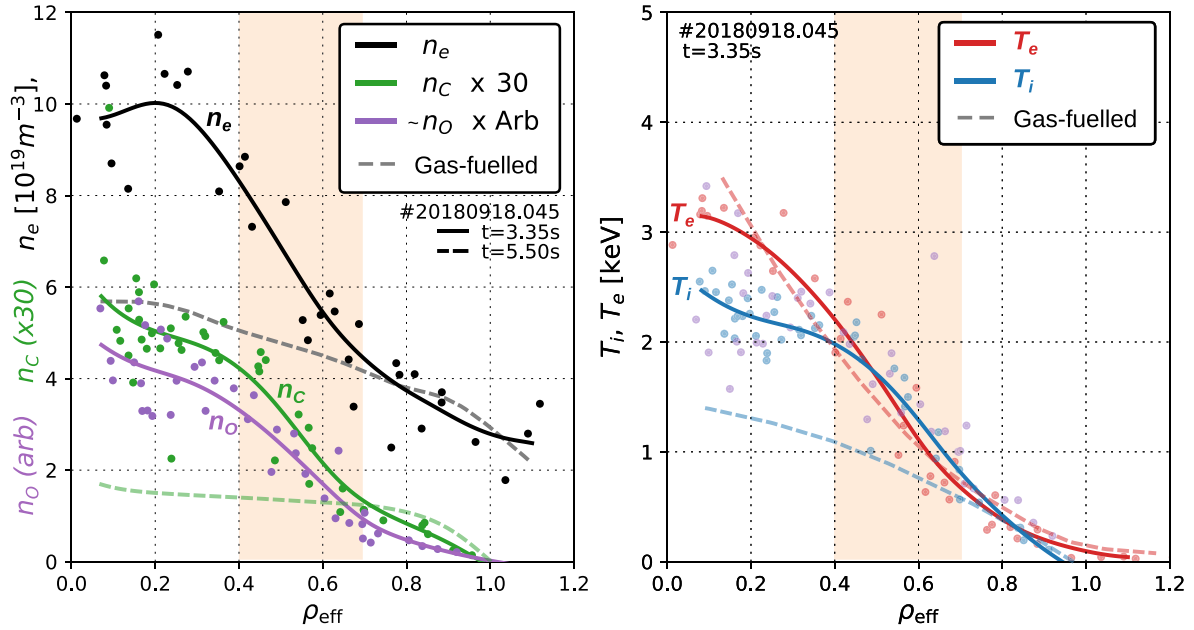 n_e [10^19 m^−3],
n_C (x30)
n_O (arb)
12
10
8
6
4
2
0
n_e
n_C x 30
~n_O x Arb
Gas-fuelled
#20180918.045
t=3.35s
t=5.50s
n_e
n_C
n_O
0.0 0.2 0.4 0.6 0.8 1.0 1.2
ρ_eff
T_i, T_e [keV]
5
4
3
2
1
0
#20180918.045
t=3.35s
T_e
T_i
Gas-fuelled
T_e
T_i
0.0 0.2 0.4 0.6 0.8 1.0 1.2
ρ_eff